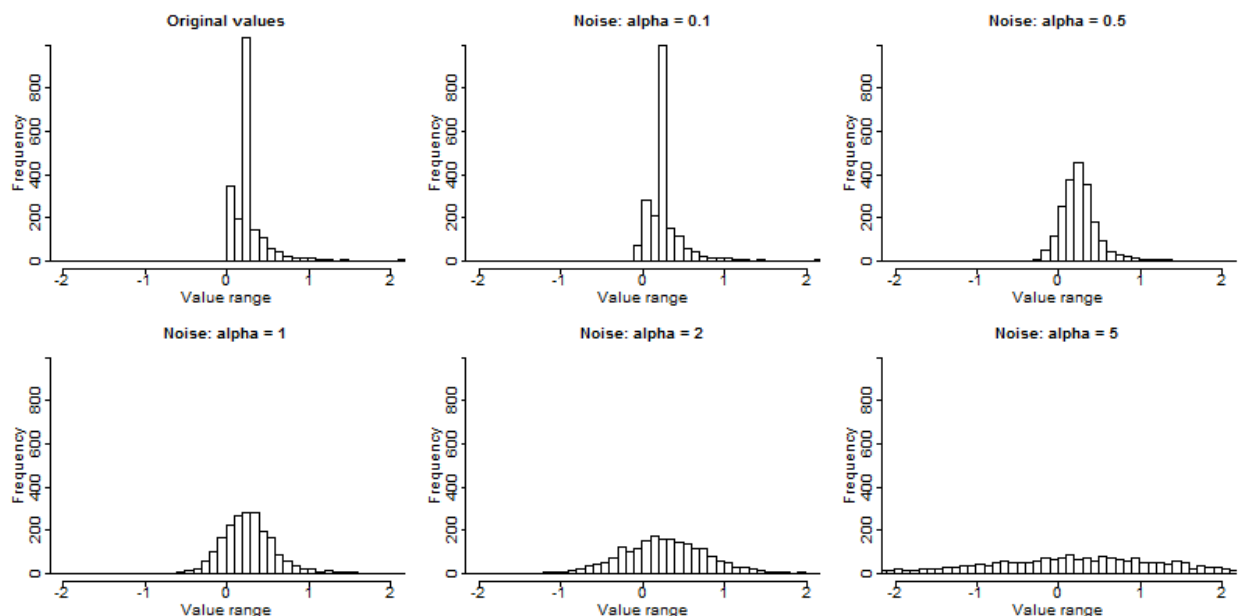 Original values
Noise: alpha = 0.1
Noise: alpha = 0.5
Frequency
0 200 400 600 800
-2 -1 0 1 2
Value range
Frequency
0 200 400 600 800
-2 -1 0 1 2
Value range
Frequency
0 200 400 600 800
-2 -1 0 1 2
Value range
Noise: alpha = 1
Noise: alpha = 2
Noise: alpha = 5
Frequency
0 200 400 600 800
-2 -1 0 1 2
Value range
Frequency
0 200 400 600 800
-2 -1 0 1 2
Value range
Frequency
0 200 400 600 800
-2 -1 0 1 2
Value range